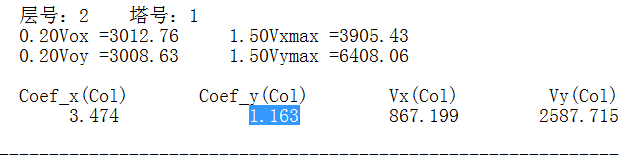 层号：2 塔号：1
0.20Vox =3012.76 1.50Vxmax =3905.43
0.20Voy =3008.63 1.50Vymax =6408.06
Coef_x(Col) Coef_y(Col) Vx(Col) Vy(Col)
3.474 1.163 867.199 2587.715